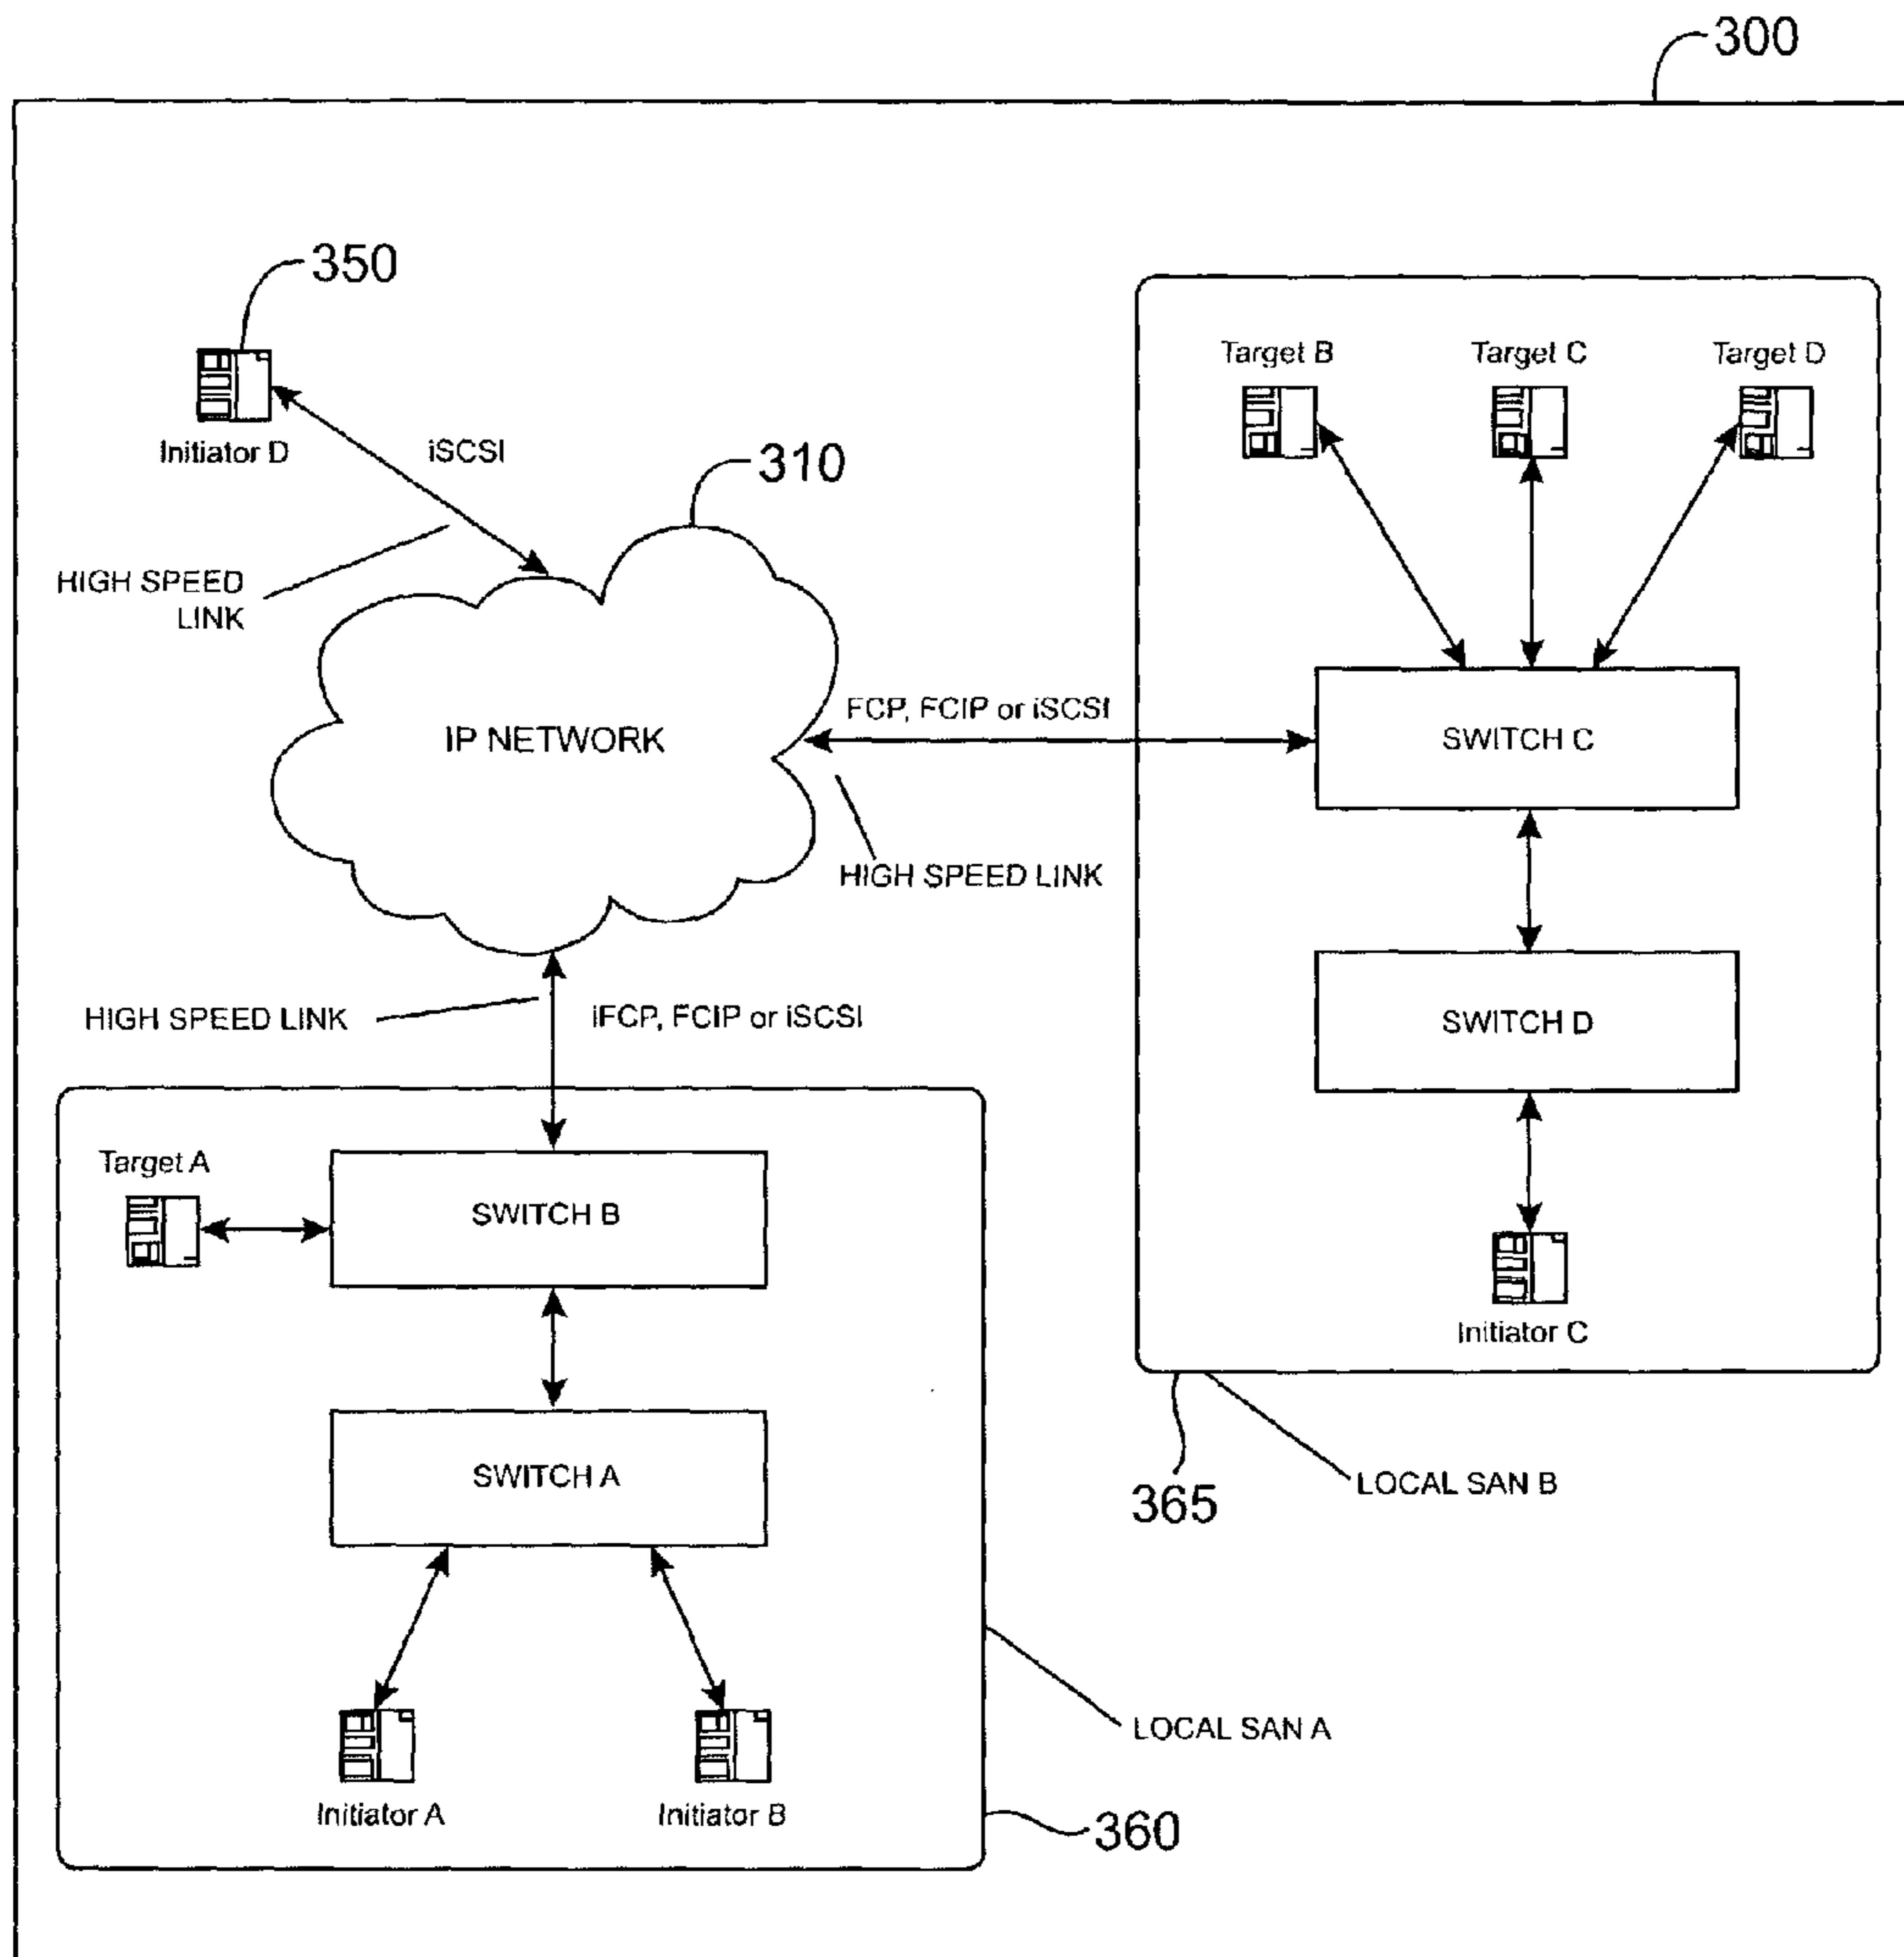 300
350
Initiator D
iSCSI
HIGH SPEED
LINK
310
IP NETWORK
Target B
Target C
Target D
FCP, FCIP or iSCSI
SWITCH C
HIGH SPEED LINK
SWITCH D
Initiator C
365
LOCAL SAN B
HIGH SPEED LINK
iFCP, FCIP or iSCSI
Target A
SWITCH B
SWITCH A
Initiator A
Initiator B
LOCAL SAN A
360